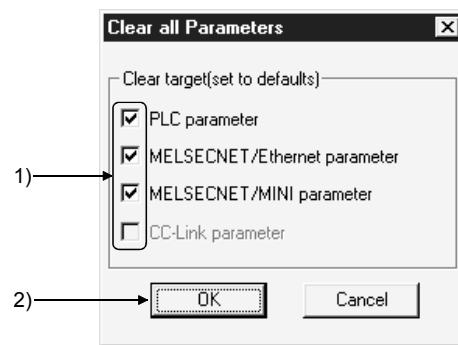 Clear all Parameters
Clear target(set to defaults)
PLC parameter
MELSECNET/Ethernet parameter
1)
MELSECNET/MINI parameter
CC-Link parameter
2)
OK Cancel